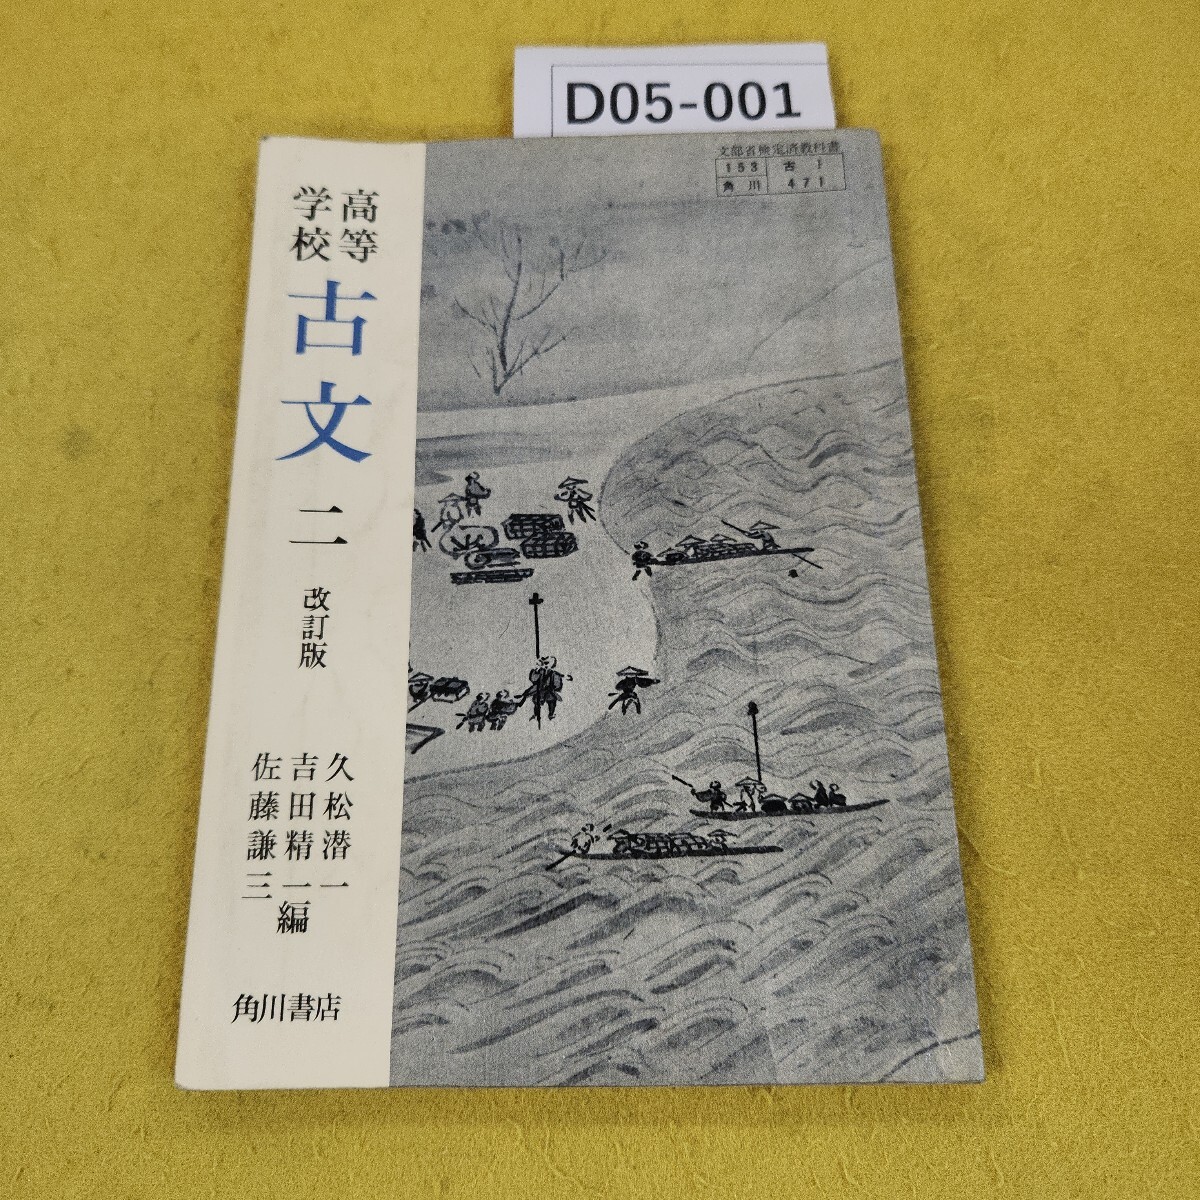 D05-001
文部省検定済教科書
153 古 I
角川 471
高等
学校
古文 二
改訂版
久松潜一
吉田精一
佐藤謙三
編
角川書店